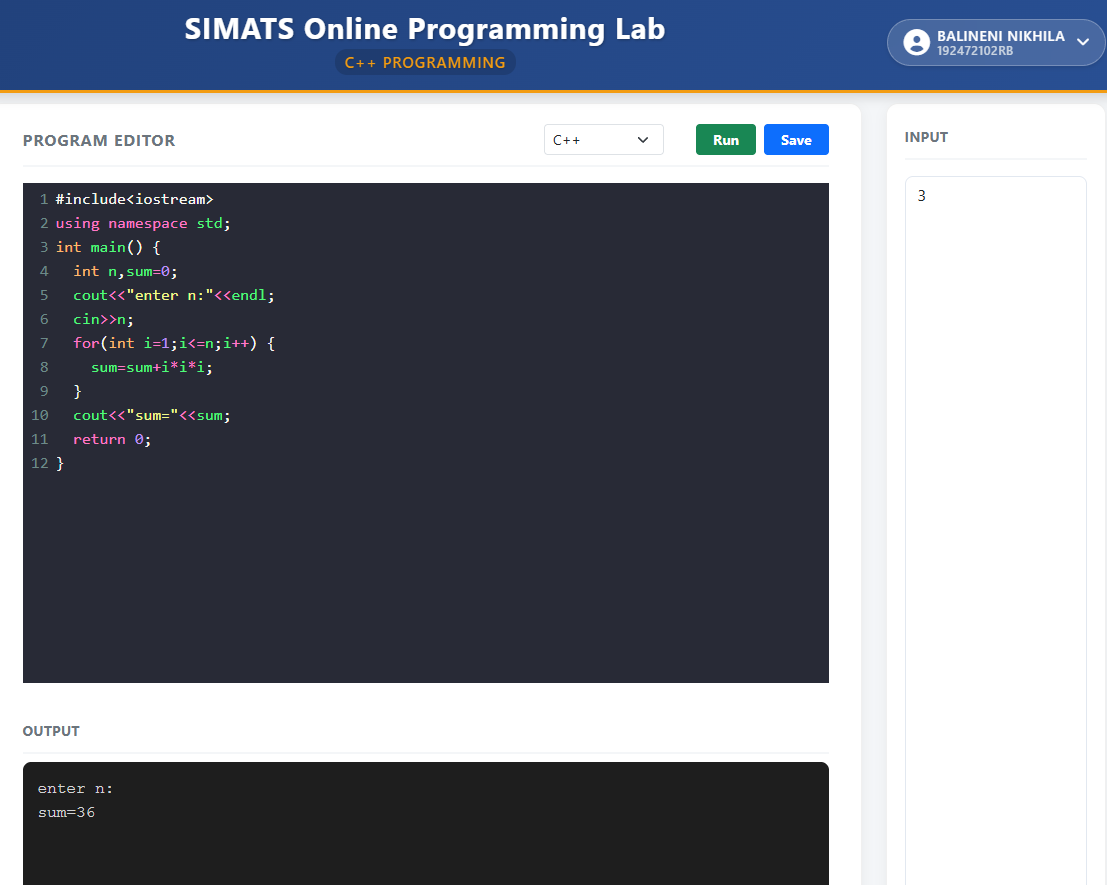 SIMATS Online Programming Lab
C++ PROGRAMMING
BALINENI NIKHILA
192472102RB
PROGRAM EDITOR
C++
Run
Save
1 #include<iostream>
2 using namespace std;
3 int main() {
4   int n,sum=0;
5   cout<<"enter n:"<<endl;
6   cin>>n;
7   for(int i=1;i<=n;i++) {
8     sum=sum+i*i*i;
9   }
10   cout<<"sum="<<sum;
11   return 0;
12 }
OUTPUT
enter n:
sum=36
INPUT
3